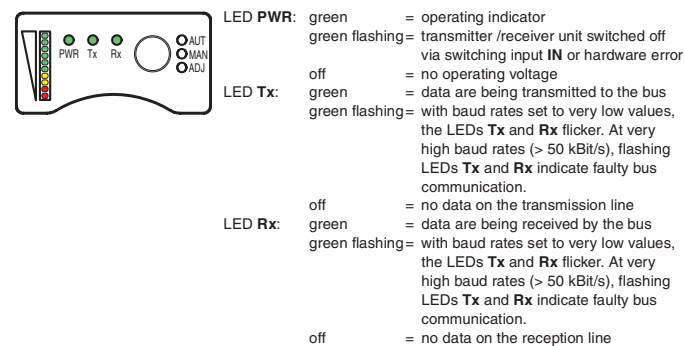 PWR Tx Rx
AUT
MAN
ADJ
LED PWR: green = operating indicator
green flashing = transmitter /receiver unit switched off
via switching input IN or hardware error
off = no operating voltage
LED Tx: green = data are being transmitted to the bus
green flashing = with baud rates set to very low values,
the LEDs Tx and Rx flicker. At very
high baud rates (> 50 kBit/s), flashing
LEDs Tx and Rx indicate faulty bus
communication.
off = no data on the transmission line
LED Rx: green = data are being received by the bus
green flashing = with baud rates set to very low values,
the LEDs Tx and Rx flicker. At very
high baud rates (> 50 kBit/s), flashing
LEDs Tx and Rx indicate faulty bus
communication.
off = no data on the reception line